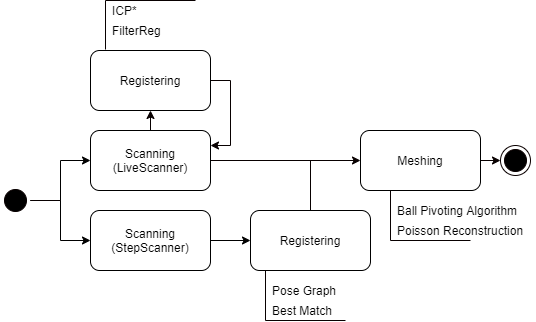 ICP*
FilterReg
Registering
Scanning
(LiveScanner)
Meshing
Ball Pivoting Algorithm
Poisson Reconstruction
Scanning
(StepScanner)
Registering
Pose Graph
Best Match